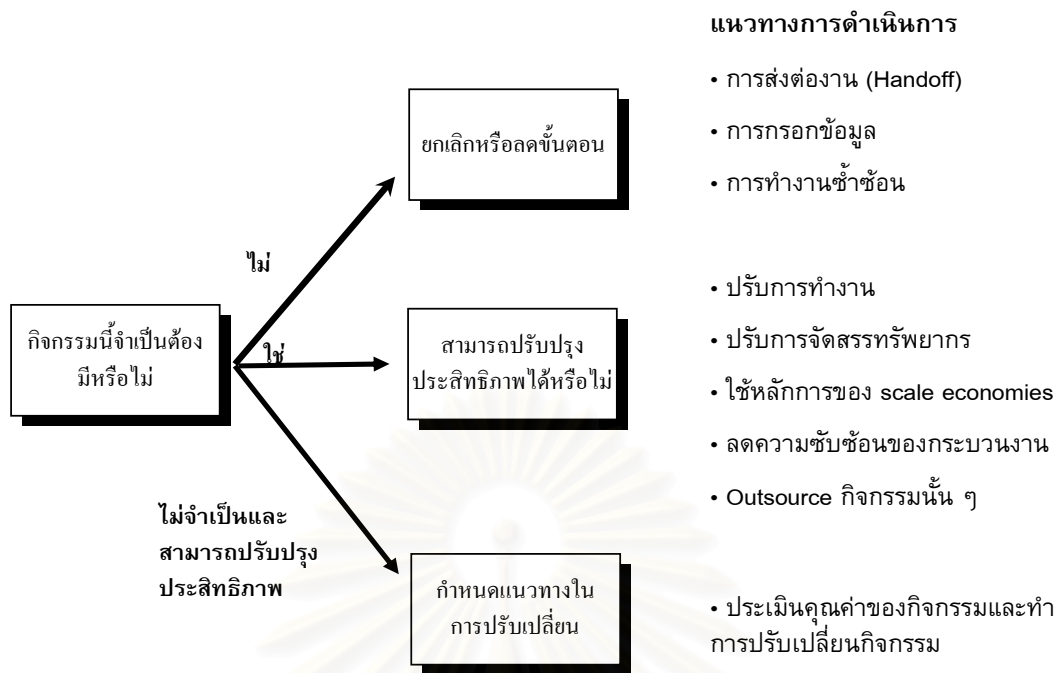 แนวทางการดำเนินการ
• การส่งต่องาน (Handoff)
• การกรอกข้อมูล
• การทำงานซ้ำซ้อน
ยกเลิกหรือลดขั้นตอน
ไม่
กิจกรรมนี้จำเป็นต้อง
มีหรือไม่
ใช่
สามารถปรับปรุง
ประสิทธิภาพได้หรือไม่
• ปรับการทำงาน
• ปรับการจัดสรรทรัพยากร
• ใช้หลักการของ scale economies
• ลดความซับซ้อนของกระบวนงาน
• Outsource กิจกรรมนั้น ๆ
ไม่จำเป็นและ
สามารถปรับปรุง
ประสิทธิภาพ
กำหนดแนวทางใน
การปรับเปลี่ยน
• ประเมินคุณค่าของกิจกรรมและทำ
การปรับเปลี่ยนกิจกรรม